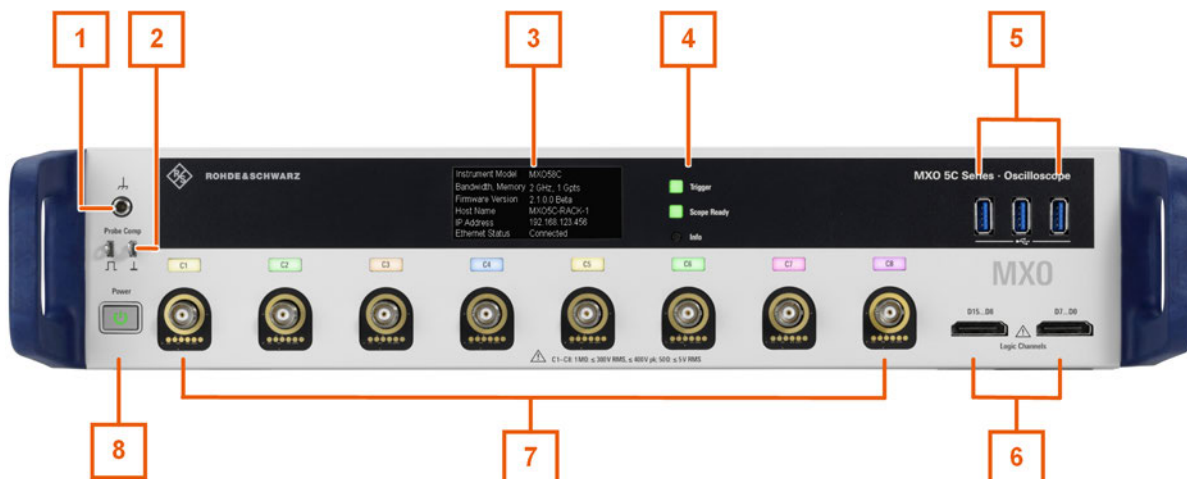 1
2
3
4
5
ROHDE&SCHWARZ
Instrument Model MXO58C
Bandwidth, Memory 2 GHz, 1 Gpts
Firmware Version 2.1.0.0 Beta
Host Name MXO5C-RACK-1
IP Address 192.168.123.456
Ethernet Status Connected
Trigger
Scope Ready
Info
MXO 5C Series · Oscilloscope
Probe Comp
Power
C1 C2 C3 C4 C5 C6 C7 C8
MXO
D15...D8 D7...D0
Logic Channels
C1–C8: 1MΩ: ≤ 300 V RMS, ≤ 400 V pk; 50Ω: ≤ 5 V RMS
8
7
6